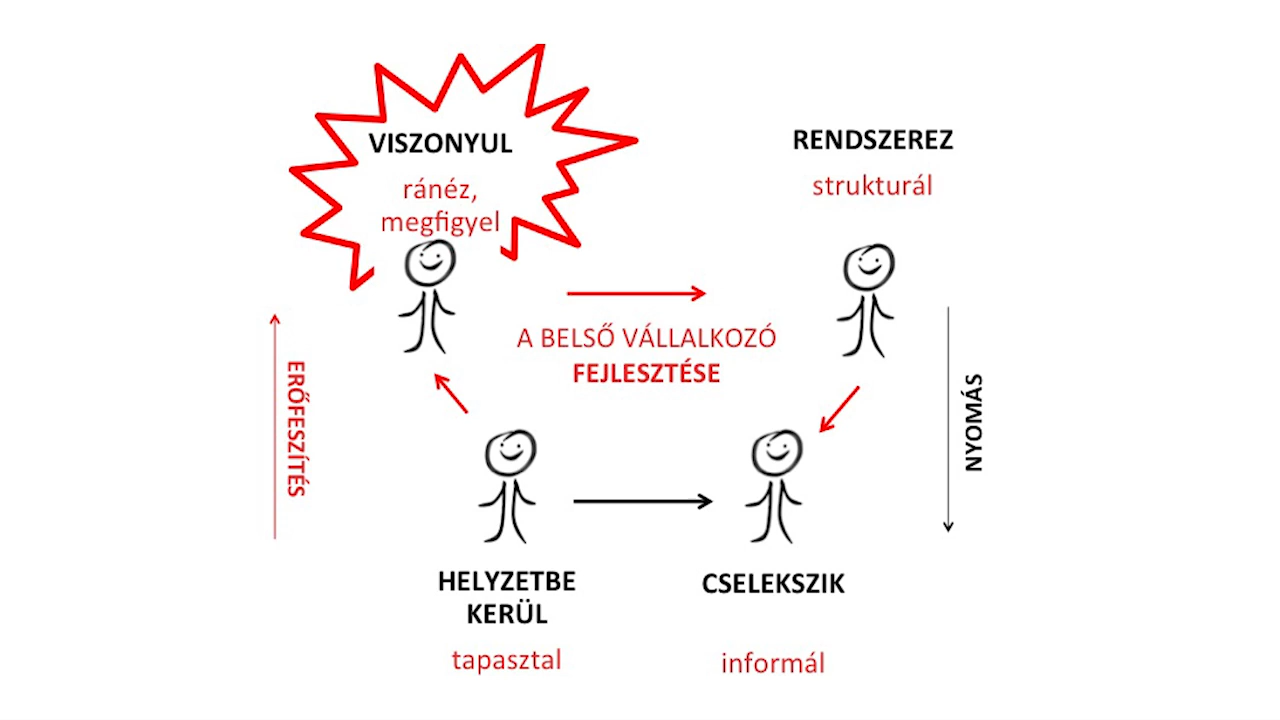 VISZONYUL
ránéz,
megfigyel
RENDSZEREZ
strukturál
A BELSŐ VÁLLALKOZÓ
FEJLESZTÉSE
ERŐFESZÍTÉS
NYOMÁS
HELYZETBE
KERÜL
tapasztal
CSELEKSZIK
informál